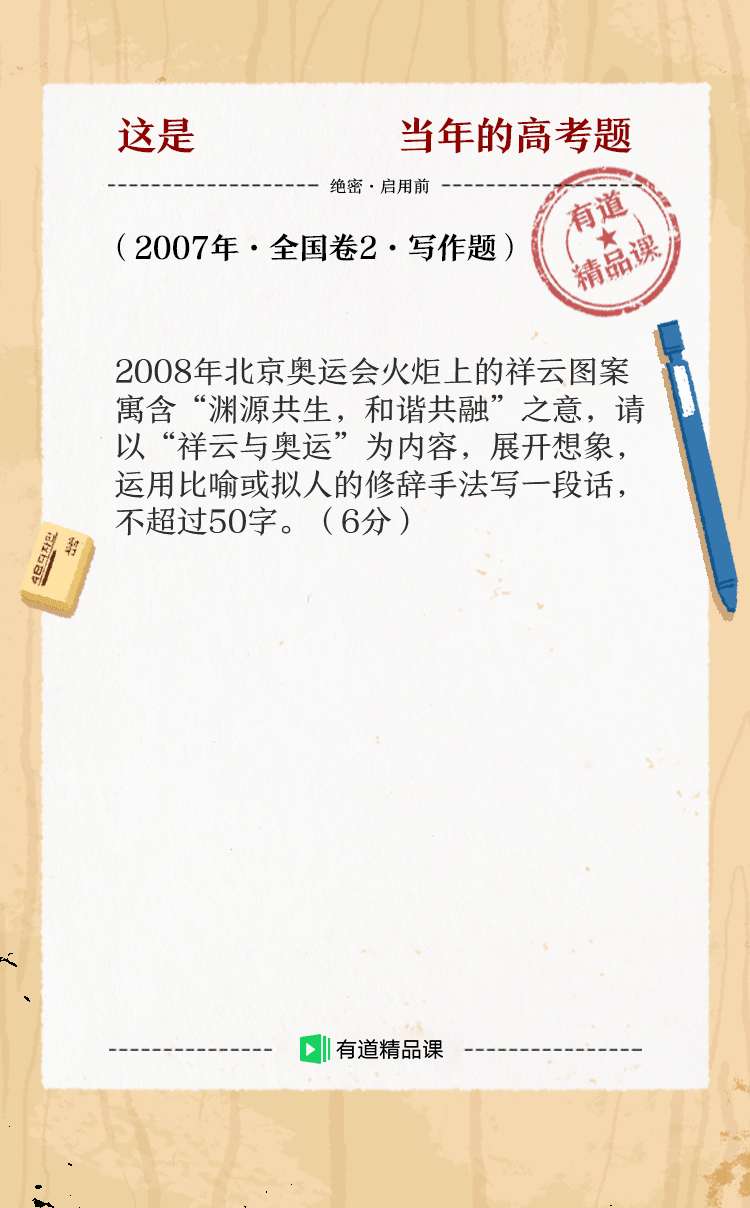 这是 当年的高考题
绝密·启用前
有道
精品课
（2007年·全国卷2·写作题）
2008年北京奥运会火炬上的祥云图案
寓含“渊源共生，和谐共融”之意，请
以“祥云与奥运”为内容，展开想象，
运用比喻或拟人的修辞手法写一段话，
不超过50字。（6分）
有道精品课